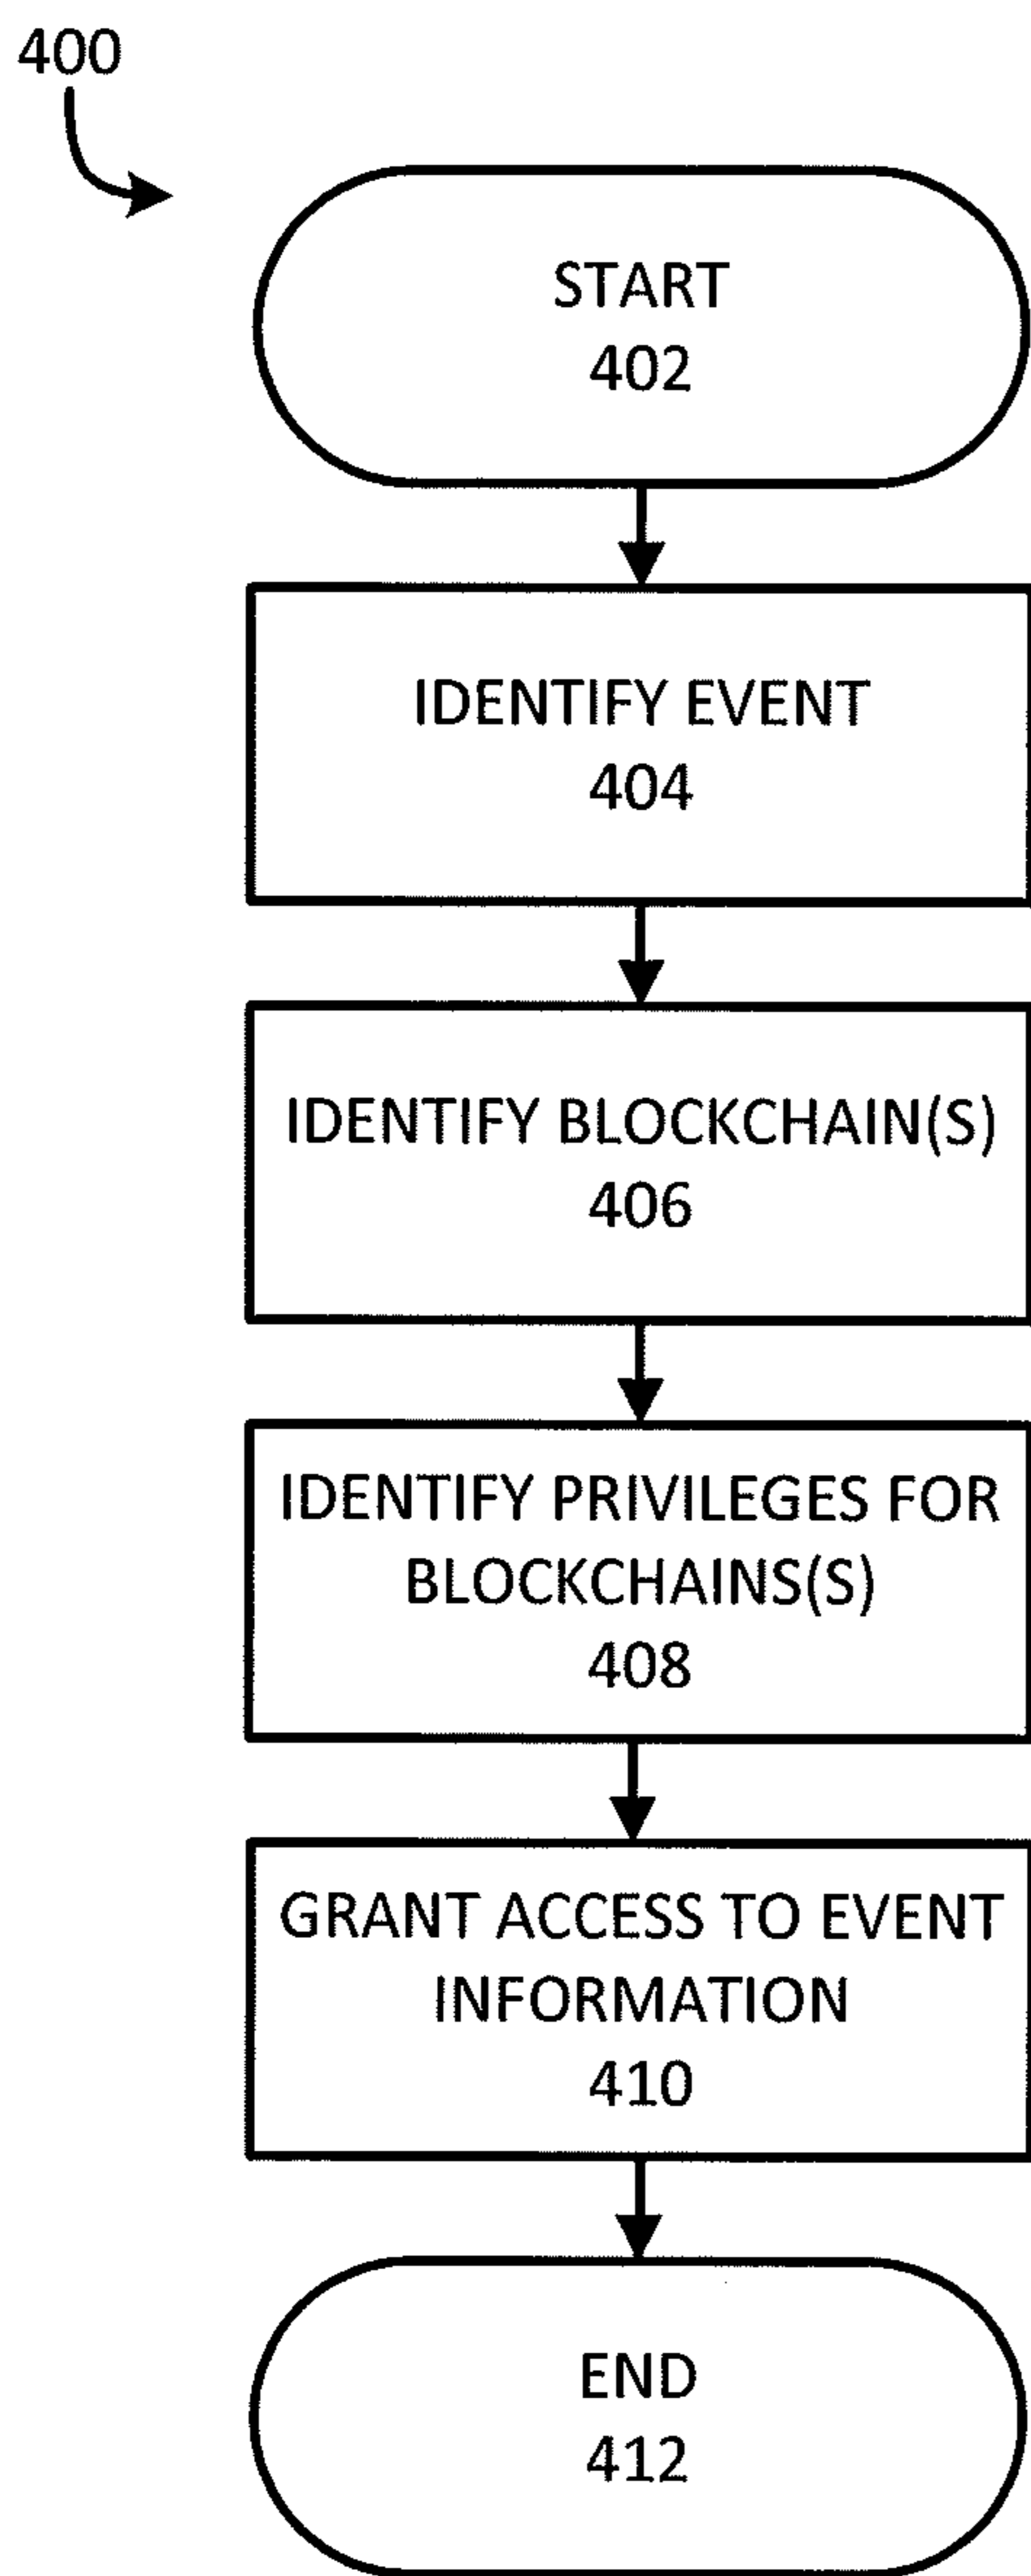 400
START
402
IDENTIFY EVENT
404
IDENTIFY BLOCKCHAIN(S)
406
IDENTIFY PRIVILEGES FOR
BLOCKCHAINS(S)
408
GRANT ACCESS TO EVENT
INFORMATION
410
END
412